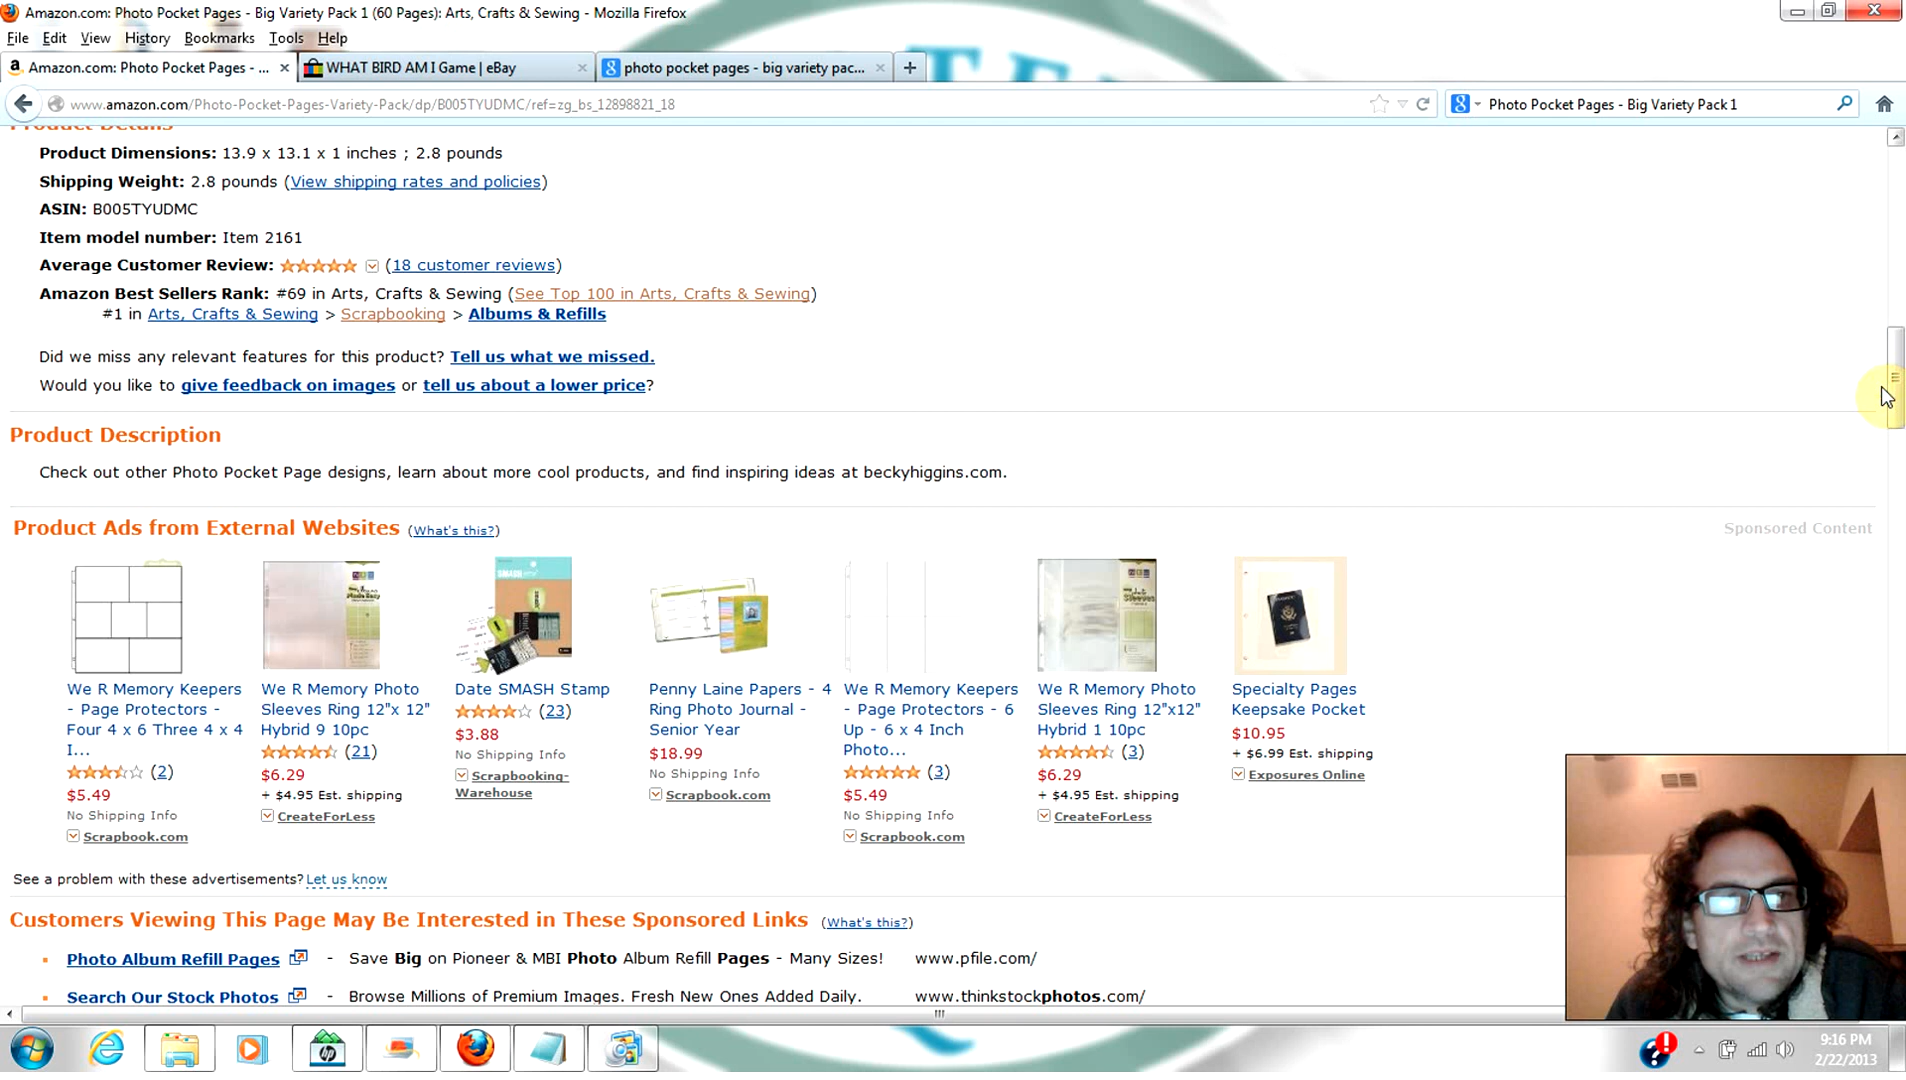 Amazon.com: Photo Pocket Pages - Big Variety Pack 1 (60 Pages): Arts, Crafts & Sewing - Mozilla Firefox
File Edit View History Bookmarks Tools Help
Amazon.com: Photo Pocket Pages - ... WHAT BIRD AM I Game | eBay photo pocket pages - big variety pac...
www.amazon.com/Photo-Pocket-Pages-Variety-Pack/dp/B005TYUDMC/ref=zg_bs_12898821_18 Photo Pocket Pages - Big Variety Pack 1
Product Details
Product Dimensions: 13.9 x 13.1 x 1 inches ; 2.8 pounds
Shipping Weight: 2.8 pounds (View shipping rates and policies)
ASIN: B005TYUDMC
Item model number: Item 2161
Average Customer Review: (18 customer reviews)
Amazon Best Sellers Rank: #69 in Arts, Crafts & Sewing (See Top 100 in Arts, Crafts & Sewing)
#1 in Arts, Crafts & Sewing > Scrapbooking > Albums & Refills
Did we miss any relevant features for this product? Tell us what we missed.
Would you like to give feedback on images or tell us about a lower price?
Product Description
Check out other Photo Pocket Page designs, learn about more cool products, and find inspiring ideas at beckyhiggins.com.
Product Ads from External Websites (What's this?) Sponsored Content
We R Memory Keepers
- Page Protectors -
Four 4 x 6 Three 4 x 4
I...
(2)
$5.49
No Shipping Info
Scrapbook.com
We R Memory Photo
Sleeves Ring 12"x 12"
Hybrid 9 10pc
(21)
$6.29
+ $4.95 Est. shipping
CreateForLess
Date SMASH Stamp
(23)
$3.88
No Shipping Info
Scrapbooking-
Warehouse
Penny Laine Papers - 4
Ring Photo Journal -
Senior Year
$18.99
No Shipping Info
Scrapbook.com
We R Memory Keepers
- Page Protectors - 6
Up - 6 x 4 Inch
Photo...
(3)
$5.49
No Shipping Info
Scrapbook.com
We R Memory Photo
Sleeves Ring 12"x12"
Hybrid 1 10pc
(3)
$6.29
+ $4.95 Est. shipping
CreateForLess
Specialty Pages
Keepsake Pocket
$10.95
+ $6.99 Est. shipping
Exposures Online
See a problem with these advertisements? Let us know
Customers Viewing This Page May Be Interested in These Sponsored Links (What's this?)
Photo Album Refill Pages - Save Big on Pioneer & MBI Photo Album Refill Pages - Many Sizes! www.pfile.com/
Search Our Stock Photos - Browse Millions of Premium Images. Fresh New Ones Added Daily. www.thinkstockphotos.com/
9:16 PM
2/22/2013